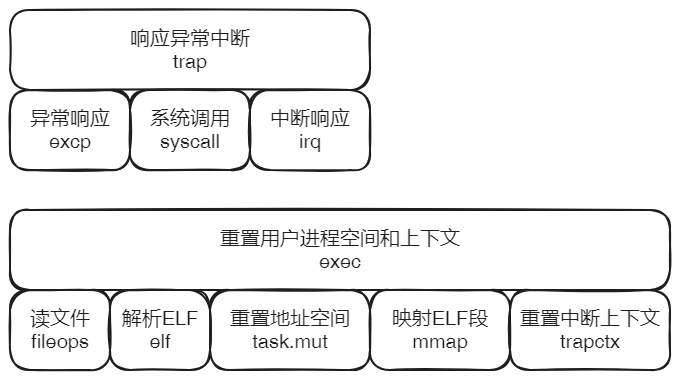 响应异常中断
trap
异常响应
excp
系统调用
syscall
中断响应
irq
重置用户进程空间和上下文
exec
读文件
fileops
解析ELF
elf
重置地址空间
task.mut
映射ELF段
mmap
重置中断上下文
trapctx